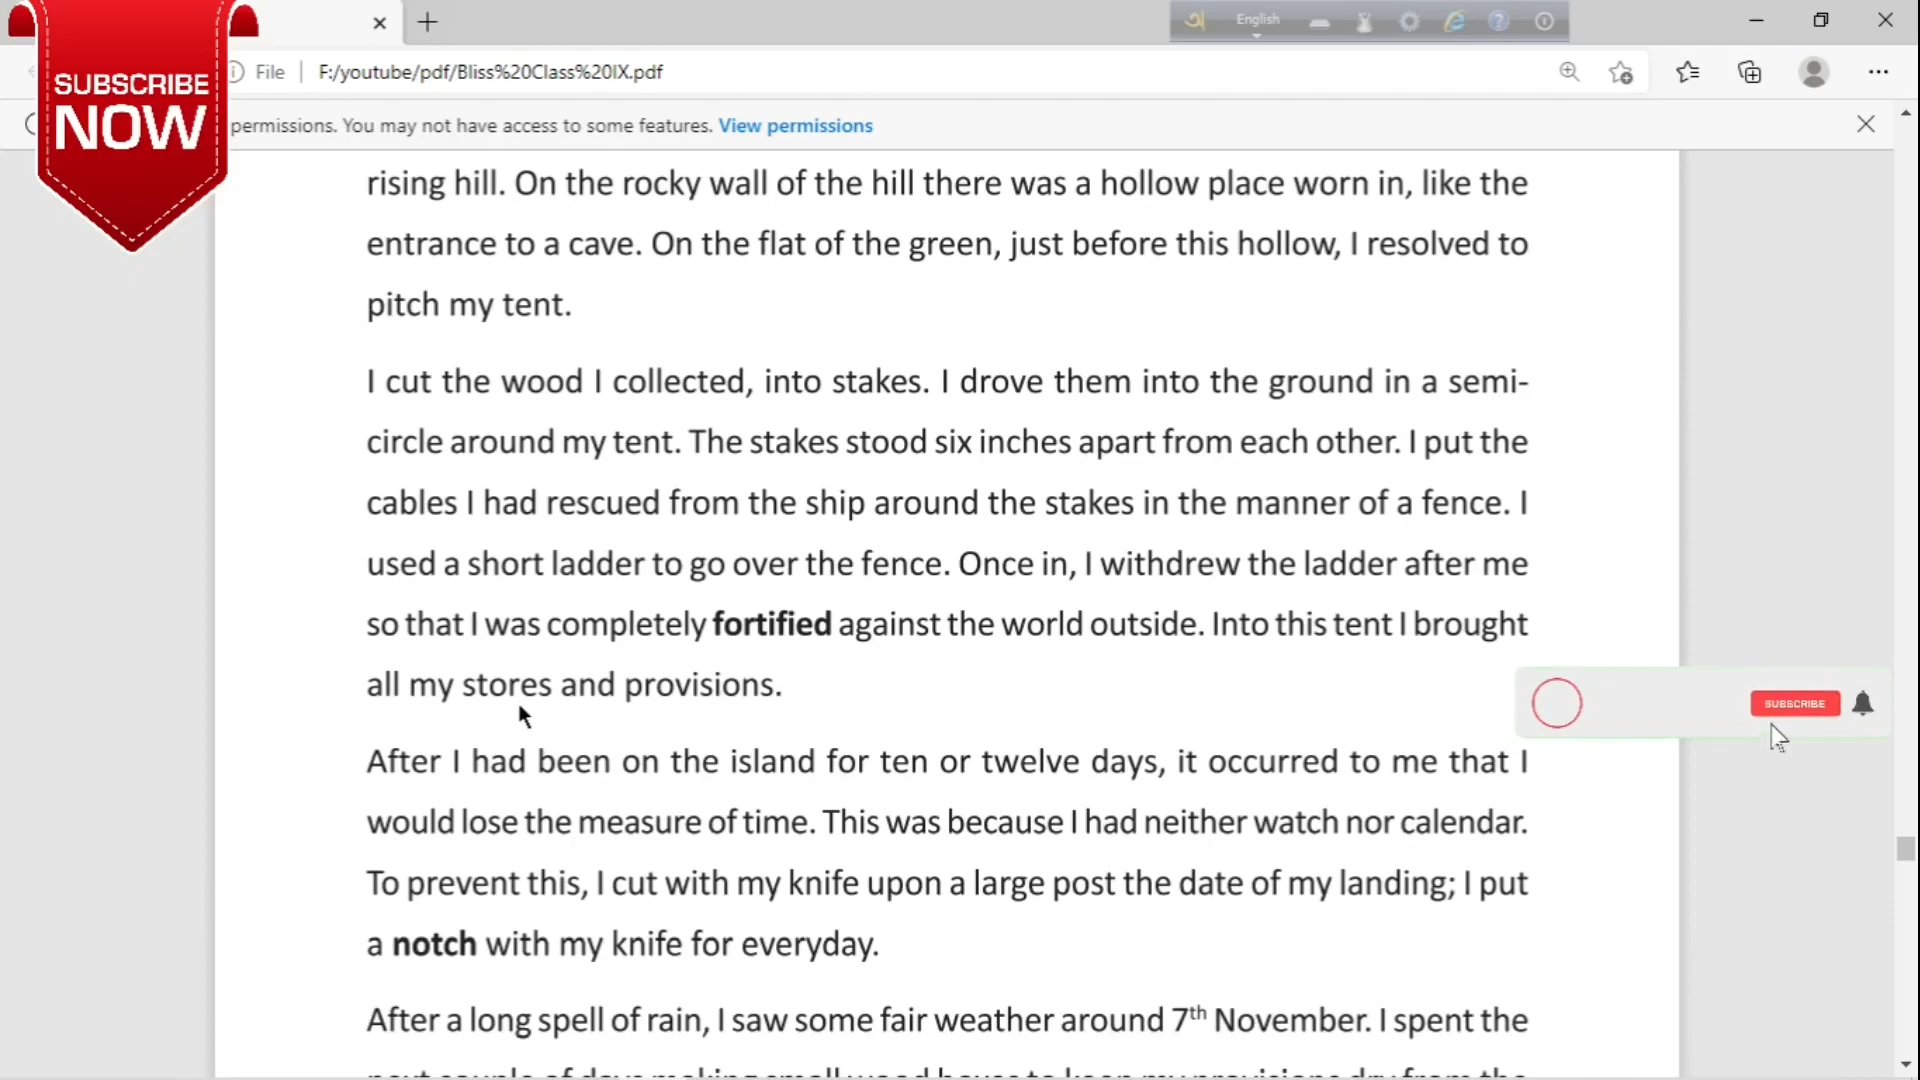 English
SUBSCRIBE
NOW
File
F:/youtube/pdf/Bliss%20Class%20IX.pdf
permissions. You may not have access to some features. View permissions
rising hill. On the rocky wall of the hill there was a hollow place worn in, like the
entrance to a cave. On the flat of the green, just before this hollow, I resolved to
pitch my tent.
I cut the wood I collected, into stakes. I drove them into the ground in a semi-
circle around my tent. The stakes stood six inches apart from each other. I put the
cables I had rescued from the ship around the stakes in the manner of a fence. I
used a short ladder to go over the fence. Once in, I withdrew the ladder after me
so that I was completely fortified against the world outside. Into this tent I brought
all my stores and provisions.
SUBSCRIBE
After I had been on the island for ten or twelve days, it occurred to me that I
would lose the measure of time. This was because I had neither watch nor calendar.
To prevent this, I cut with my knife upon a large post the date of my landing; I put
a notch with my knife for everyday.
After a long spell of rain, I saw some fair weather around 7th November. I spent the